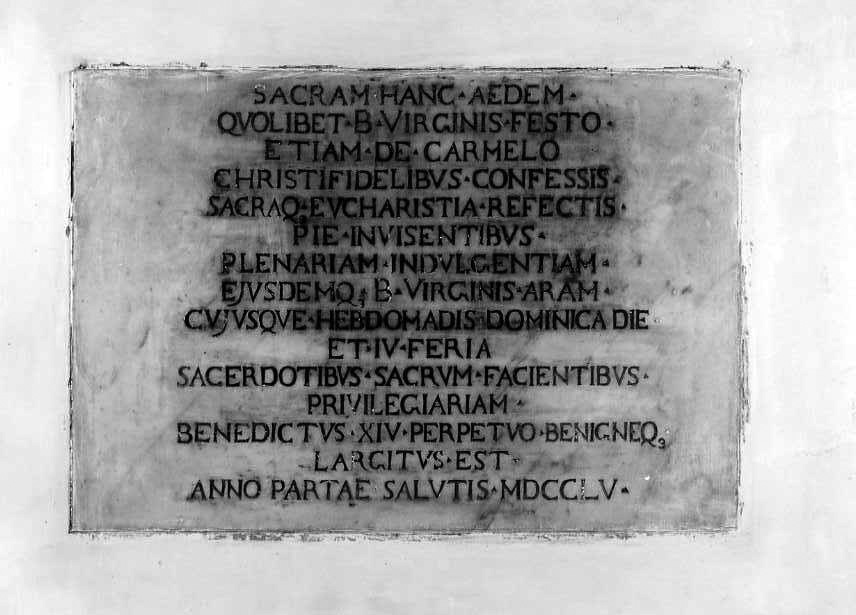 SACRAM·HANC·AEDEM·
QVOLIBET·B·VIRGINIS·FESTO·
ETIAM·DE·CARMELO
CHRISTIFIDELIBVS·CONFESSIS·
SACRAQ;EVCHARISTIA·REFECTIS·
PIE·INVISENTIBVS·
PLENARIAM·INDVLGENTIAM·
EJVSDEMQ; B·VIRGINIS·ARAM·
CVJVSQVE·HEBDOMADIS·DOMINICA DIE·
ET·IV·FERIA
SACERDOTIBVS·SACRVM·FACIENTIBVS·
PRIVILEGIARIAM·
BENEDICTVS·XIV·PERPETVO·BENIGNEQ;
LARGITVS·EST·
ANNO PARTAE SALVTIS·MDCCLV·